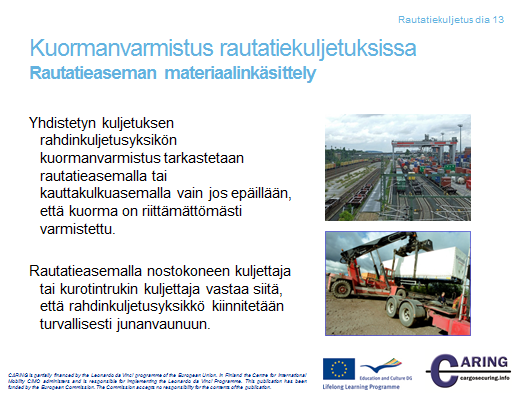 Rautatiekuljetus dia 13
Kuormanvarmistus rautatiekuljetuksissa
Rautatieaseman materiaalinkäsittely
Yhdistetyn kuljetuksen
rahdinkuljetusyksikön
kuormanvarmistus tarkastetaan
rautatieasemalla tai
kauttakulkuasemalla vain jos epäillään,
että kuorma on riittämättömästi
varmistettu.
Rautatieasemalla nostokoneen kuljettaja
tai kurotintrukin kuljettaja vastaa siitä,
että rahdinkuljetusyksikkö kiinnitetään
turvallisesti junanvaunuun.
CARING is partially financed by the Leonardo da Vinci programme of the European Union. In Finland the Centre for International
Mobility CIMO administers and is responsible for implementing the Leonardo da Vinci Programme. This publication has been
funded by the European Commission. The Commission accepts no responsibility for the contents of the publication.
Education and Culture DG
Lifelong Learning Programme
CARING
cargosecuring.info